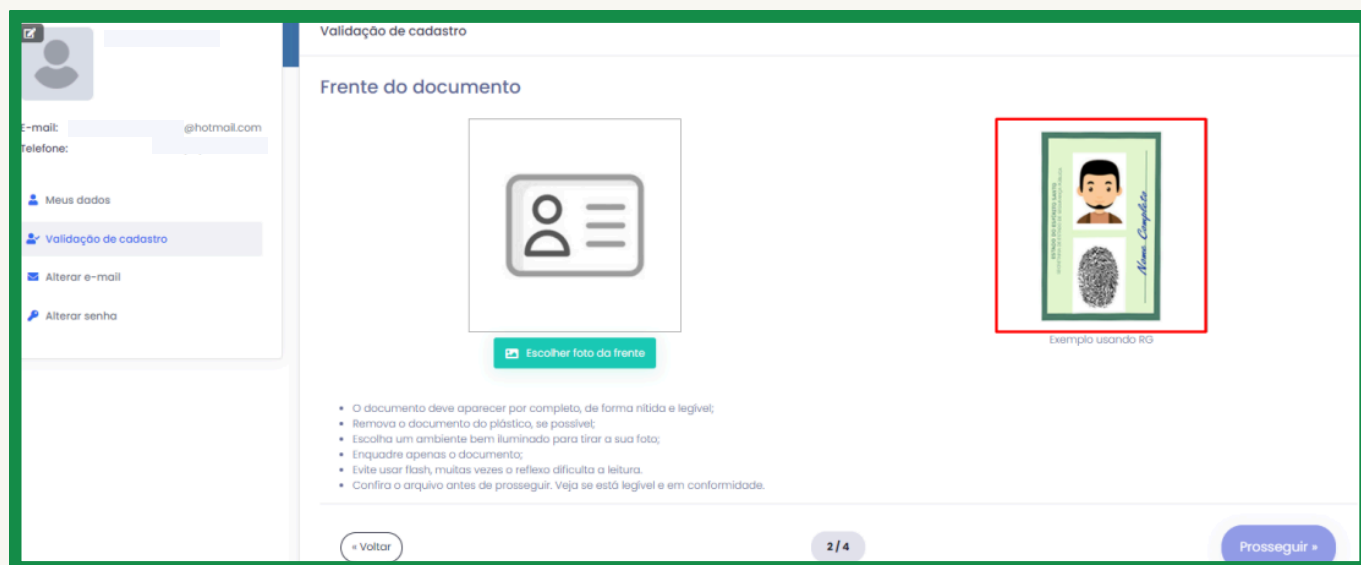 Validação de cadastro
Frente do documento
E-mail: @hotmail.com
Telefone:
Meus dados
Validação de cadastro
Alterar e-mail
Alterar senha
ESTADO DO ESPÍRITO SANTO
Nome Completo
Escolher foto da frente
Exemplo usando RG
• O documento deve aparecer por completo, de forma nítida e legível;
• Remova o documento do plástico, se possível;
• Escolha um ambiente bem iluminado para tirar a sua foto;
• Enquadre apenas o documento;
• Evite usar flash, muitas vezes o reflexo dificulta a leitura.
• Confira o arquivo antes de prosseguir. Veja se está legível e em conformidade.
« Voltar
2/4
Prosseguir »